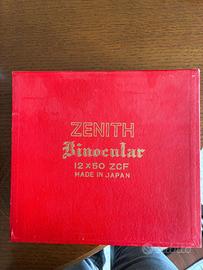 ZENITH
Binocular
12×50 ZCF
MADE IN JAPAN